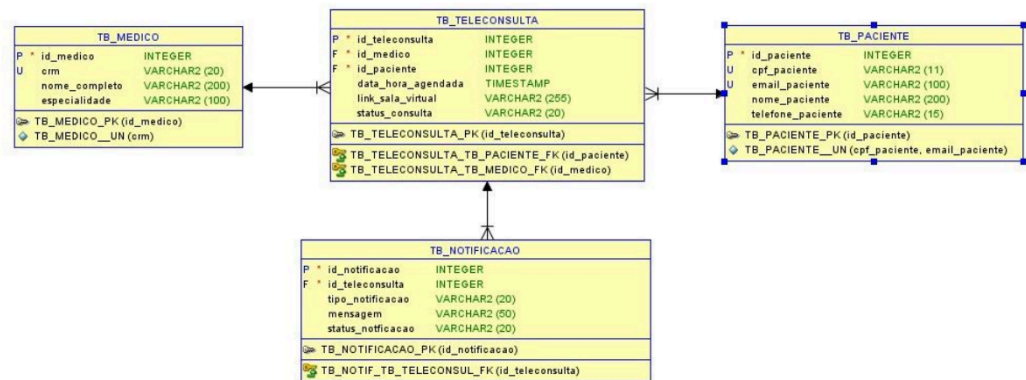 TB_MEDICO
P * id_medico INTEGER
U crm VARCHAR2 (20)
nome_completo VARCHAR2 (200)
especialidade VARCHAR2 (100)
TB_MEDICO_PK (id_medico)
TB_MEDICO__UN (crm)
TB_TELECONSULTA
P * id_teleconsulta INTEGER
F * id_medico INTEGER
F * id_paciente INTEGER
data_hora_agendada TIMESTAMP
link_sala_virtual VARCHAR2 (255)
status_consulta VARCHAR2 (20)
TB_TELECONSULTA_PK (id_teleconsulta)
TB_TELECONSULTA_TB_PACIENTE_FK (id_paciente)
TB_TELECONSULTA_TB_MEDICO_FK (id_medico)
TB_PACIENTE
P * id_paciente INTEGER
U cpf_paciente VARCHAR2 (11)
U email_paciente VARCHAR2 (100)
nome_paciente VARCHAR2 (200)
telefone_paciente VARCHAR2 (15)
TB_PACIENTE_PK (id_paciente)
TB_PACIENTE__UN (cpf_paciente, email_paciente)
TB_NOTIFICACAO
P * id_notificacao INTEGER
F * id_teleconsulta INTEGER
tipo_notificacao VARCHAR2 (20)
mensagem VARCHAR2 (50)
status_notficacao VARCHAR2 (20)
TB_NOTIFICACAO_PK (id_notificacao)
TB_NOTIF_TB_TELECONSUL_FK (id_teleconsulta)